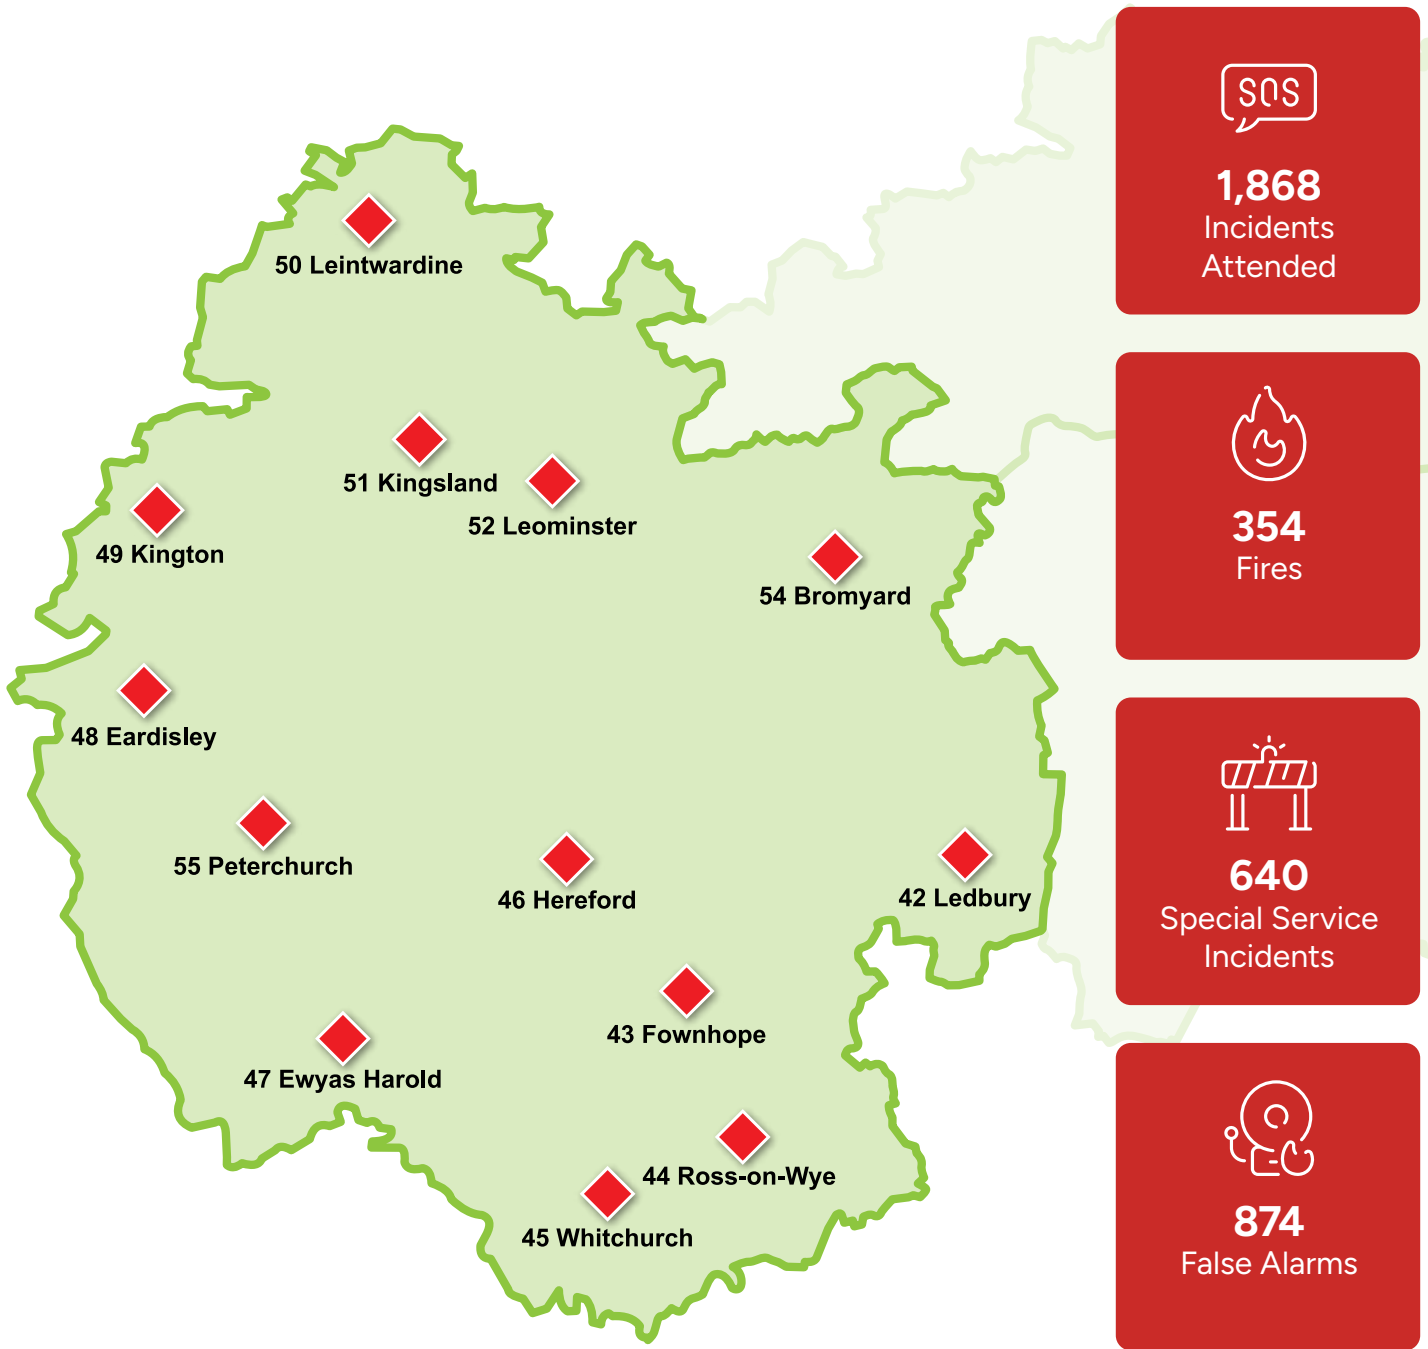 50 Leintwardine
51 Kingsland
52 Leominster
49 Kington
54 Bromyard
48 Eardisley
55 Peterchurch
46 Hereford
42 Ledbury
43 Fownhope
47 Ewyas Harold
44 Ross-on-Wye
45 Whitchurch
SOS
1,868
Incidents
Attended
354
Fires
640
Special Service
Incidents
874
False Alarms